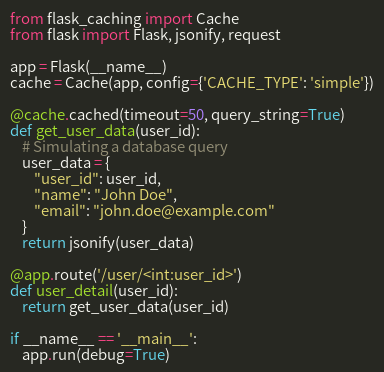 from flask_caching import Cache
from flask import Flask, jsonify, request

app = Flask(__name__)
cache = Cache(app, config={'CACHE_TYPE': 'simple'})

@cache.cached(timeout=50, query_string=True)
def get_user_data(user_id):
    # Simulating a database query
    user_data = {
        "user_id": user_id,
        "name": "John Doe",
        "email": "john.doe@example.com"
    }
    return jsonify(user_data)

@app.route('/user/<int:user_id>')
def user_detail(user_id):
    return get_user_data(user_id)

if __name__ == '__main__':
    app.run(debug=True)